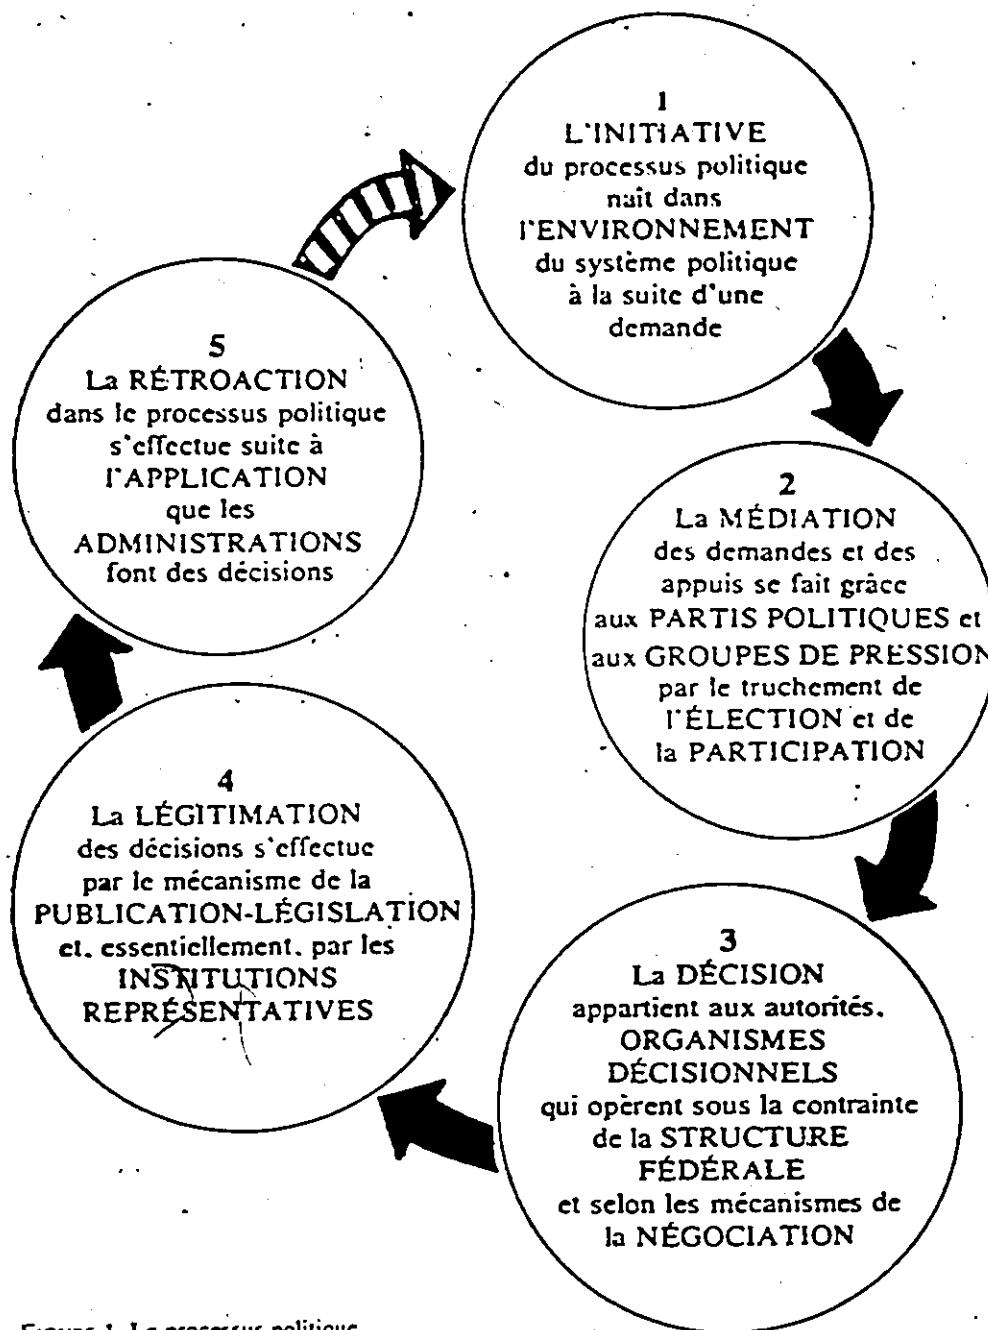 1
L'INITIATIVE
du processus politique
naît dans
l'ENVIRONNEMENT
du système politique
à la suite d'une
demande
2
La MÉDIATION
des demandes et des
appuis se fait grâce
aux PARTIS POLITIQUES et
aux GROUPES DE PRESSION
par le truchement de
l'ÉLECTION et de
la PARTICIPATION
3
La DÉCISION
appartient aux autorités,
ORGANISMES
DÉCISIONNELS
qui opèrent sous la contrainte
de la STRUCTURE
FÉDÉRALE
et selon les mécanismes de
la NÉGOCIATION
4
La LÉGITIMATION
des décisions s'effectue
par le mécanisme de la
PUBLICATION-LÉGISLATION
et, essentiellement, par les
INSTITUTIONS
REPRÉSENTATIVES
5
La RÉTROACTION
dans le processus politique
s'effectue suite à
l'APPLICATION
que les
ADMINISTRATIONS
font des décisions
FIGURE 1. Le processus politique